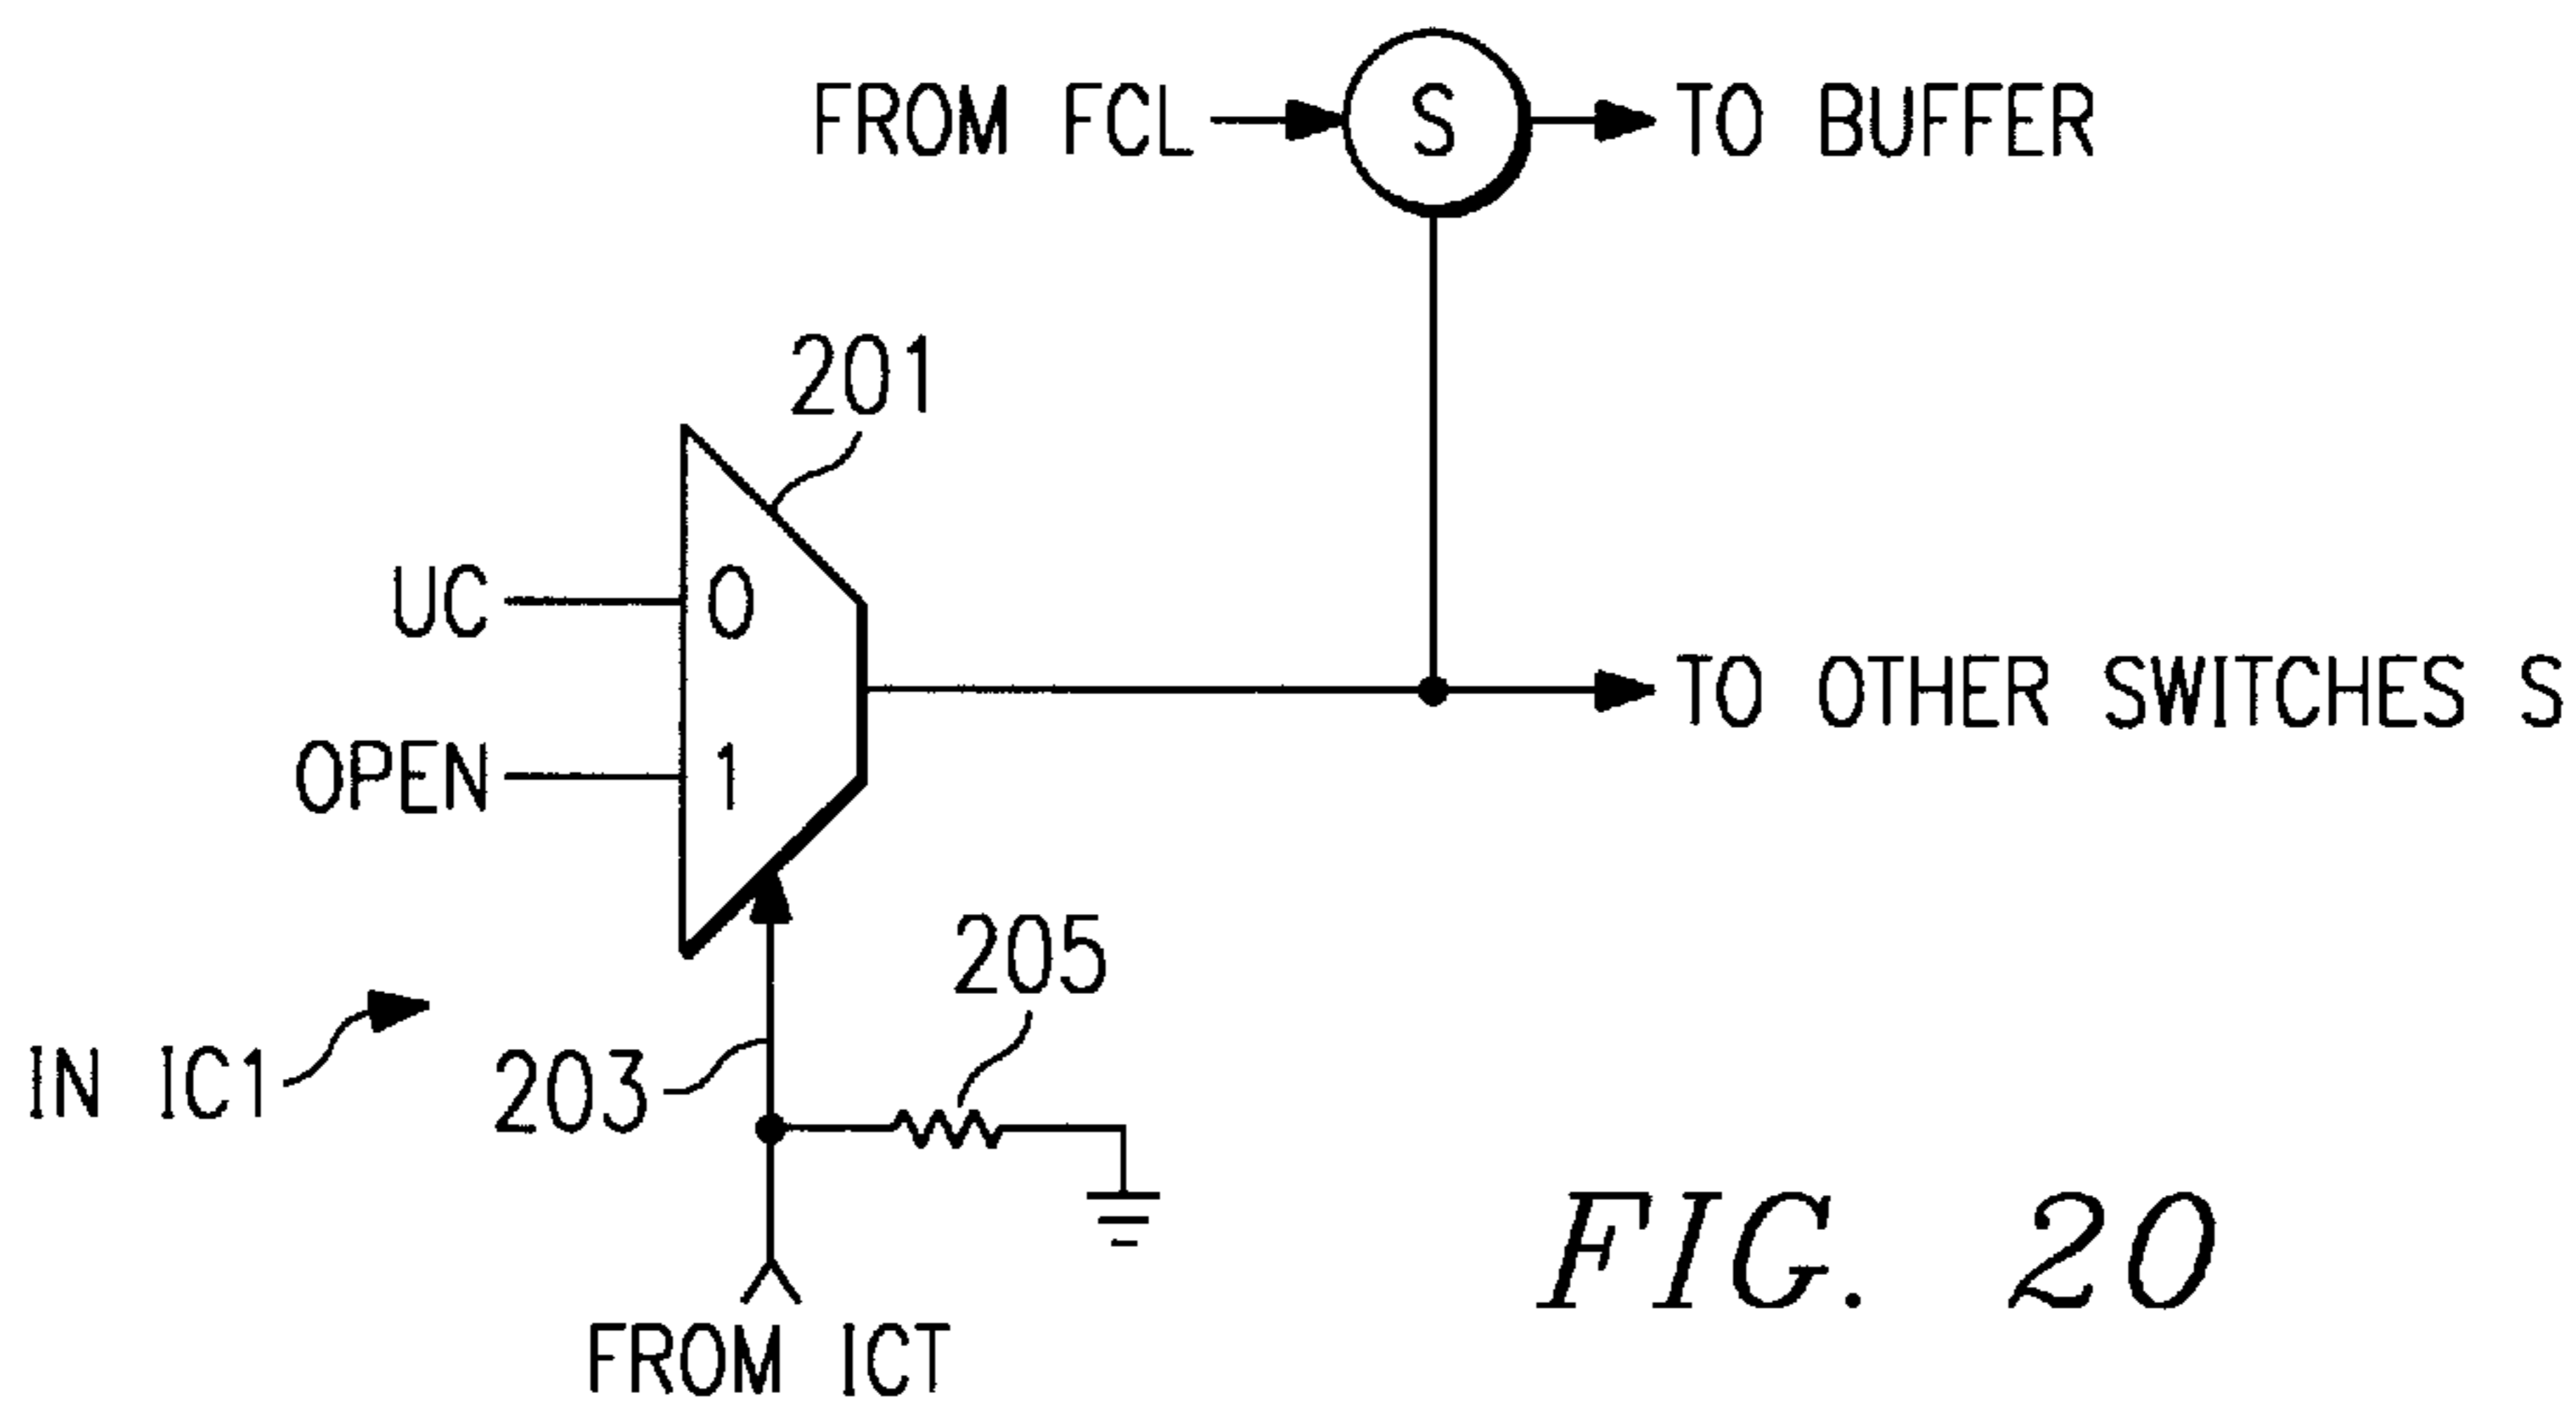 FROM FCL
S
TO BUFFER
201
UC
0
TO OTHER SWITCHES S
OPEN
1
205
IN IC1
203
FROM ICT
FIG. 20